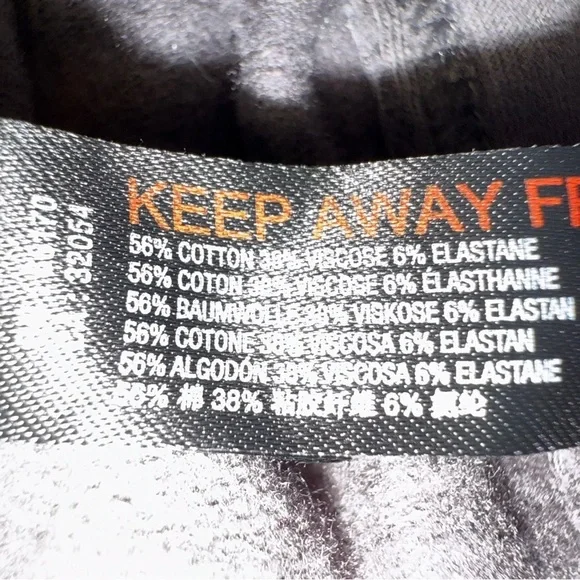 KEEP AWAY
56% COTTON 38% VISCOSE 6% ELASTANE
56% COTON 38% VISCOSE 6% ÉLASTHANNE
56% BAUMWOLLE 38% VISKOSE 6% ELASTAN
56% COTONE 38% VISCOSA 6% ELASTAN
56% ALGODÓN 38% VISCOSA 6% ELASTANE
56% 棉 38% 粘胶纤维 6% 氨纶
32054